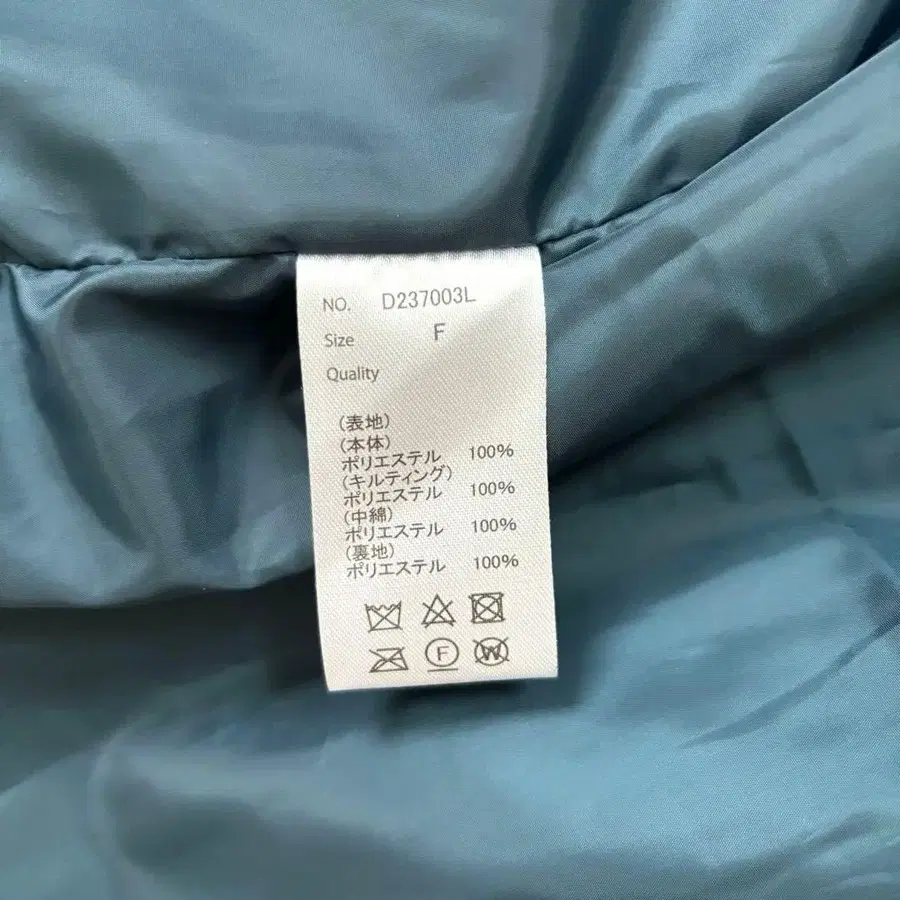 NO. D237003L
Size F
Quality
(表地)
(本体)
ポリエステル 100%
(キルティング)
ポリエステル 100%
(中綿)
ポリエステル 100%
(裏地)
ポリエステル 100%
F
W